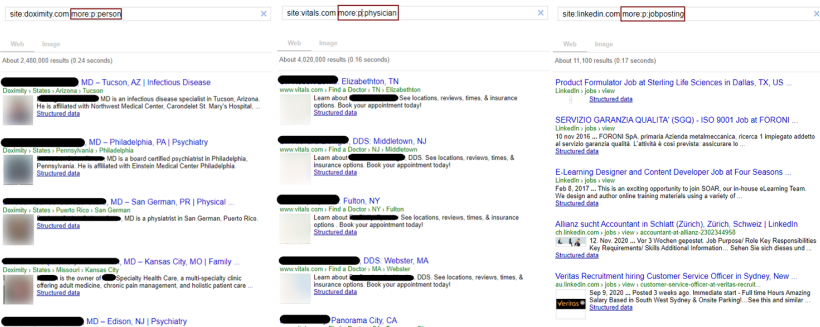 site:doximity.com more:p:person
Web Image
About 2,480,000 results (0.24 seconds)
MD – Tucson, AZ | Infectious Disease
Doximity › States › Arizona › Tucson
MD is an infectious disease specialist in Tucson, Arizona.
He is affiliated with Northwest Medical Center, Carondelet St. Mary's Hospital, ...
Structured data
, MD – Philadelphia, PA | Psychiatry
Doximity › States › Pennsylvania › Philadelphia
MD is a board certified psychiatrist in Philadelphia,
Pennsylvania. He is affiliated with Einstein Medical Center Philadelphia.
Structured data
, MD – San German, PR | Physical ...
Doximity › States › Puerto Rico › San German
, MD is a physiatrist in San German, Puerto Rico.
Structured data
, MD – Kansas City, MO | Family ...
Doximity › States › Missouri › Kansas City
is the owner of Specialty Health Care, a multi-specialty clinic
offering adult medicine, chronic pain management, and holistic patient care ...
Structured data
MD – Edison, NJ | Psychiatry
site:vitals.com more:p:physician
Web Image
About 4,020,000 results (0.16 seconds)
Elizabethton, TN
www.vitals.com › Find a Doctor › TN › Elizabethton
Learn about See locations, reviews, times, & insurance
options. Book your appointment today!
Structured data
DDS: Middletown, NJ
www.vitals.com › Find a Doctor › NJ › Middletown
Learn about DDS. See locations, reviews, times, &
insurance options. Book your appointment today!
Structured data
Fulton, NY
www.vitals.com › Find a Doctor › NY › Fulton
Learn about See locations, reviews, times, & insurance
options. Book your appointment today!
Structured data
DDS: Webster, MA
www.vitals.com › Find a Doctor › MA › Webster
Learn about DDS. See locations, reviews, times, &
insurance options. Book your appointment today!
Structured data
Panorama City, CA
site:linkedin.com more:p:jobposting
Web Image
About 11,100 results (0.17 seconds)
Product Formulator Job at Sterling Life Sciences in Dallas, TX, US ...
LinkedIn › jobs › view
Structured data
SERVIZIO GARANZIA QUALITA' (SGQ) - ISO 9001 Job at FORONI ...
LinkedIn › jobs › view
10 nov 2016 ... FORONI SpA, primaria Azienda metalmeccanica, ricerca 1 impiegato addetto
al servizio garanzia qualità. L'attività è così prevista: assicurare lo ...
Structured data
E-Learning Designer and Content Developer Job at Four Seasons ...
LinkedIn › jobs › view
Feb 8, 2017 ... This is an exciting opportunity to join SOAR, our in-house eLearning Team.
We design and author online training materials using a variety of ...
Structured data
Allianz sucht Accountant in Schlatt (Zürich), Zürich, Schweiz | LinkedIn
ch.linkedin.com › jobs › view › accountant-at-allianz-2302344958
12. Nov. 2020 ... Vor 3 Wochen gepostet. Job Purpose/ Role Key Responsibilities
Key Requirements/ Skills Additional Information... Sehen Sie sich dieses und ...
Structured data
Veritas Recruitment hiring Customer Service Officer in Sydney, New ...
au.linkedin.com › jobs › view › customer-service-officer-at-veritas-recruit...
Sep 9, 2020 ... Posted 3 weeks ago. Immediate start - Full time Hours Amazing
Salary Based in South West Sydney & Onsite Parking!...See this and similar ...
Structured data
veritas